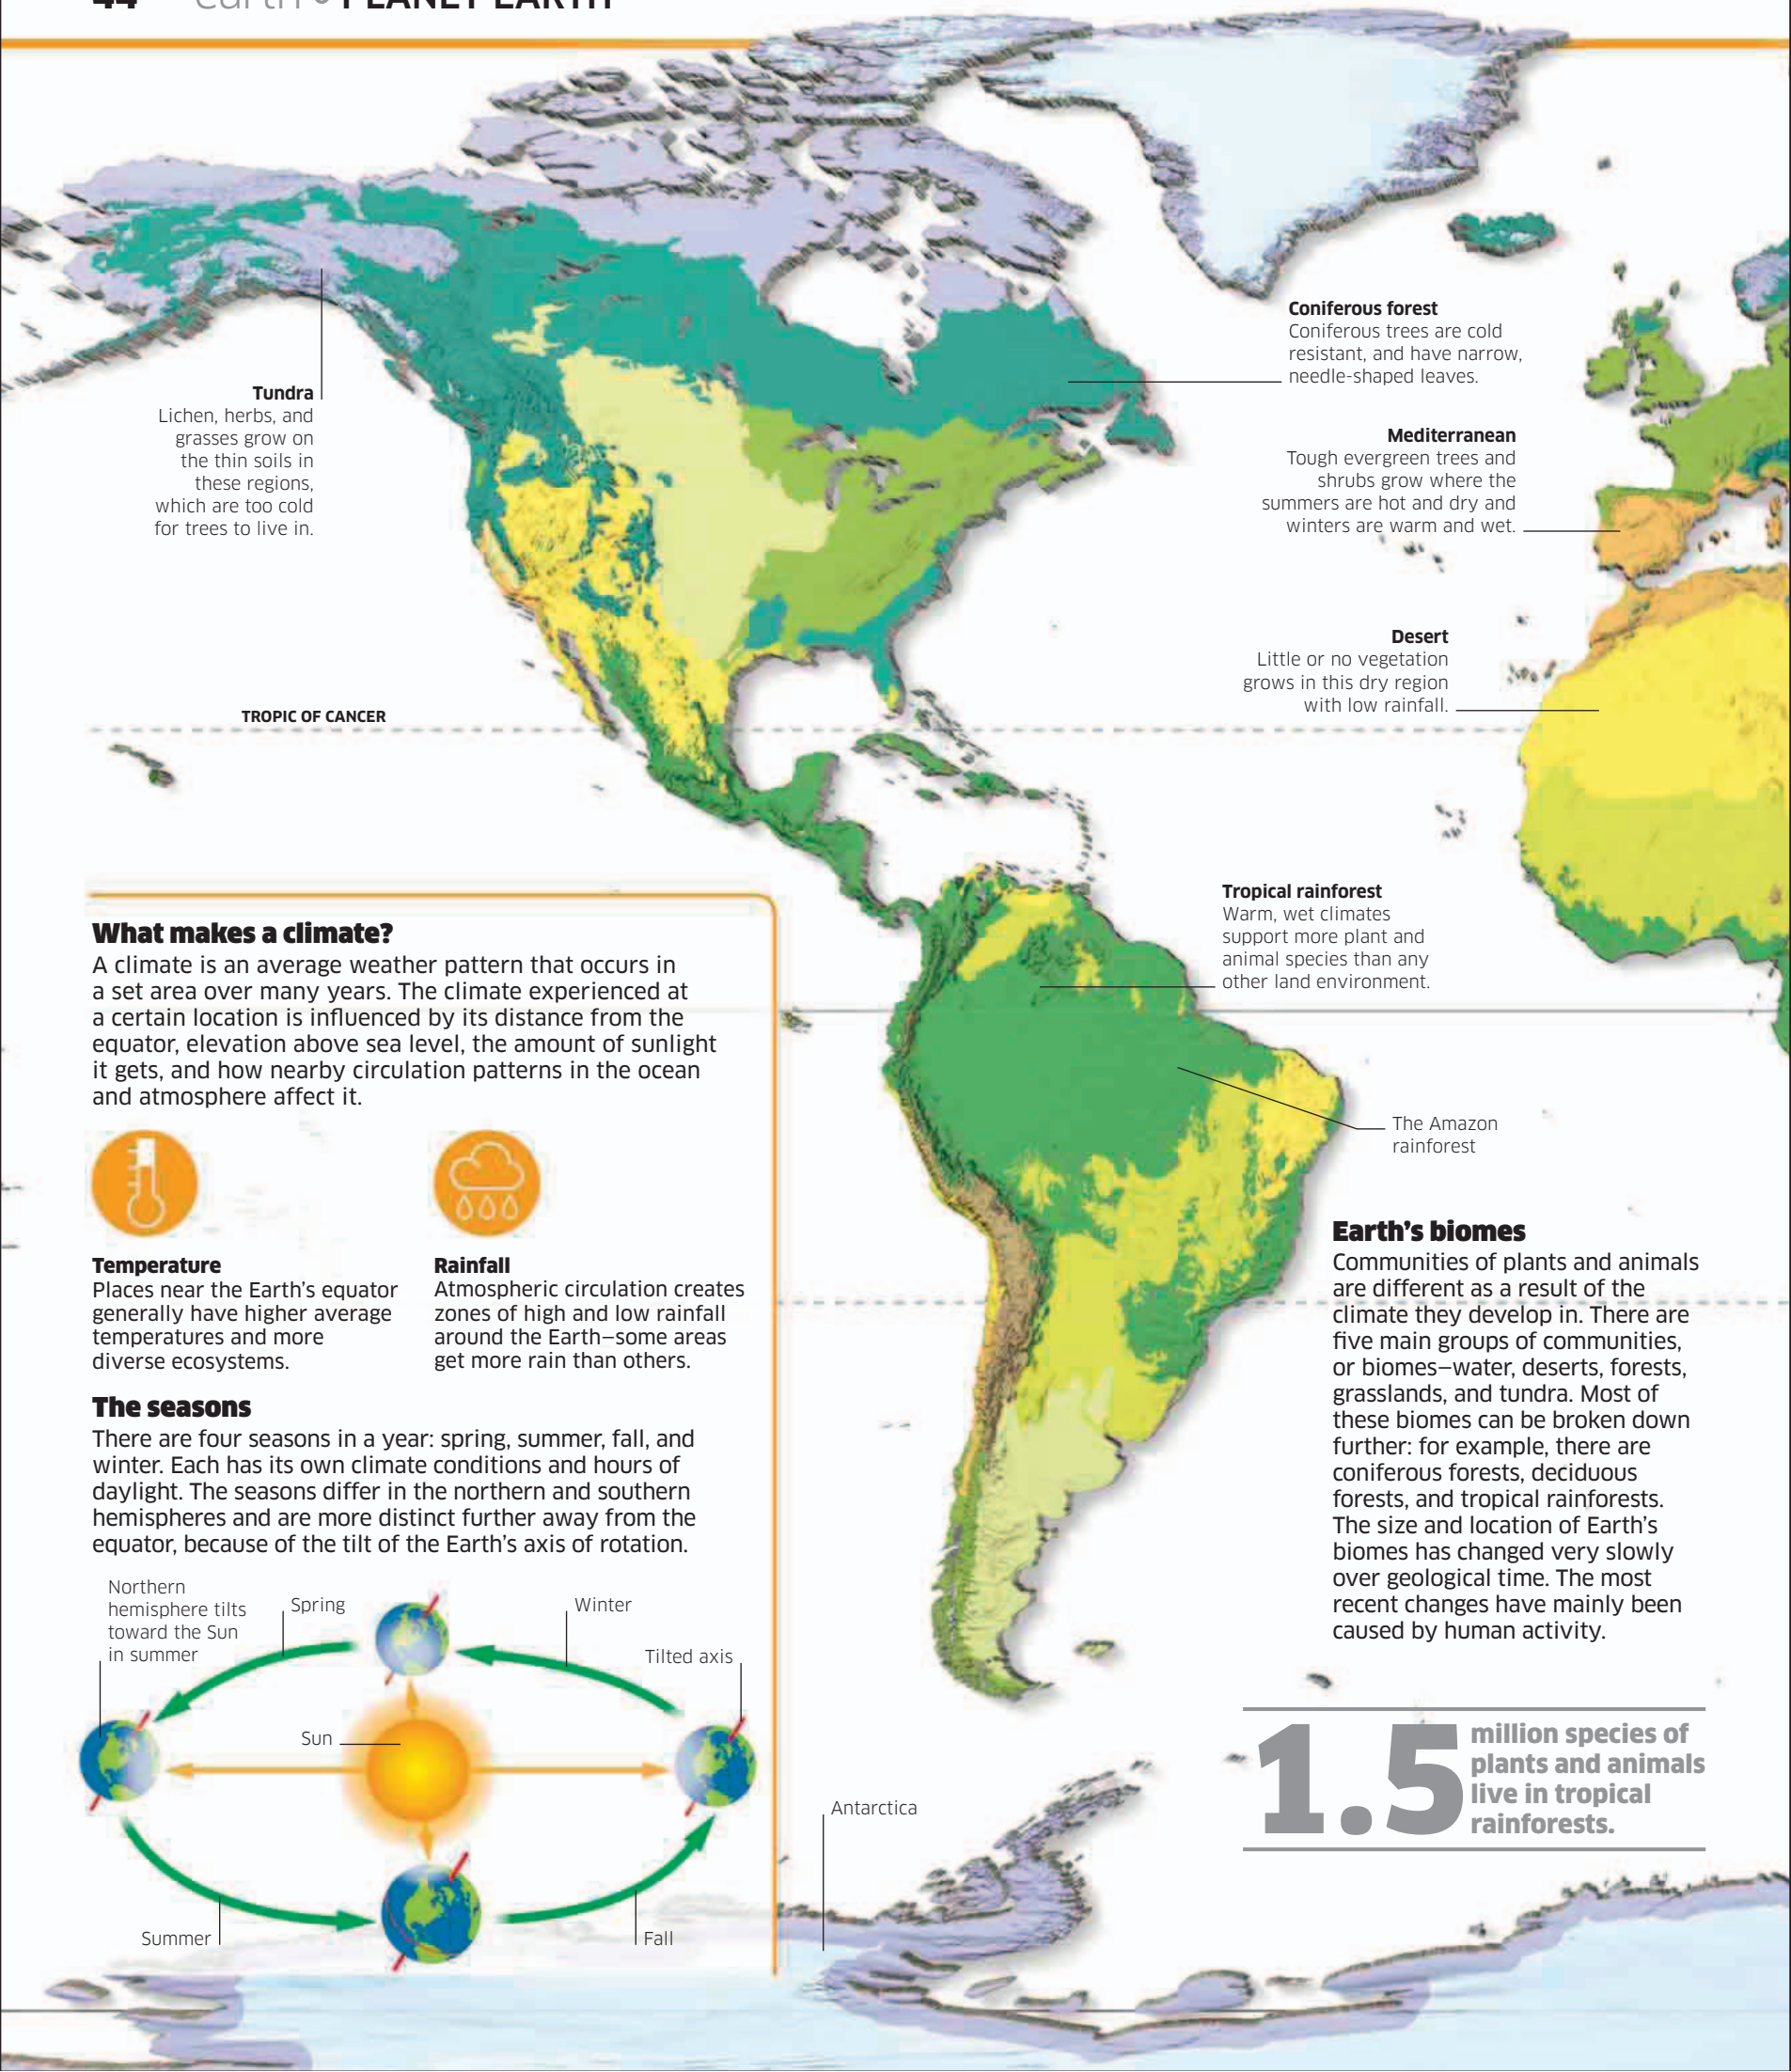 44 earth PLANET EARTH
Coniferous forest
Coniferous trees are cold
resistant, and have narrow,
needle-shaped leaves.
Tundra
Lichen, herbs, and
grasses grow on
the thin soils in
these regions,
which are too cold
for trees to live in.
Mediterranean
Tough evergreen trees and
shrubs grow where the
summers are hot and dry and
winters are warm and wet.
Desert
Little or no vegetation
grows in this dry region
with low rainfall.
TROPIC OF CANCER
Tropical rainforest
Warm, wet climates
support more plant and
animal species than any
other land environment.
The Amazon
rainforest
What makes a climate?
A climate is an average weather pattern that occurs in
a set area over many years. The climate experienced at
a certain location is influenced by its distance from the
equator, elevation above sea level, the amount of sunlight
it gets, and how nearby circulation patterns in the ocean
and atmosphere affect it.
Temperature
Places near the Earth's equator
generally have higher average
temperatures and more
diverse ecosystems.
Rainfall
Atmospheric circulation creates
zones of high and low rainfall
around the Earth—some areas
get more rain than others.
The seasons
There are four seasons in a year: spring, summer, fall, and
winter. Each has its own climate conditions and hours of
daylight. The seasons differ in the northern and southern
hemispheres and are more distinct further away from the
equator, because of the tilt of the Earth's axis of rotation.
Northern
hemisphere tilts
toward the Sun
in summer
Spring
Winter
Tilted axis
Sun
Summer
Fall
Antarctica
Earth's biomes
Communities of plants and animals
are different as a result of the
climate they develop in. There are
five main groups of communities,
or biomes—water, deserts, forests,
grasslands, and tundra. Most of
these biomes can be broken down
further: for example, there are
coniferous forests, deciduous
forests, and tropical rainforests.
The size and location of Earth's
biomes has changed very slowly
over geological time. The most
recent changes have mainly been
caused by human activity.
1.5
million species of
plants and animals
live in tropical
rainforests.